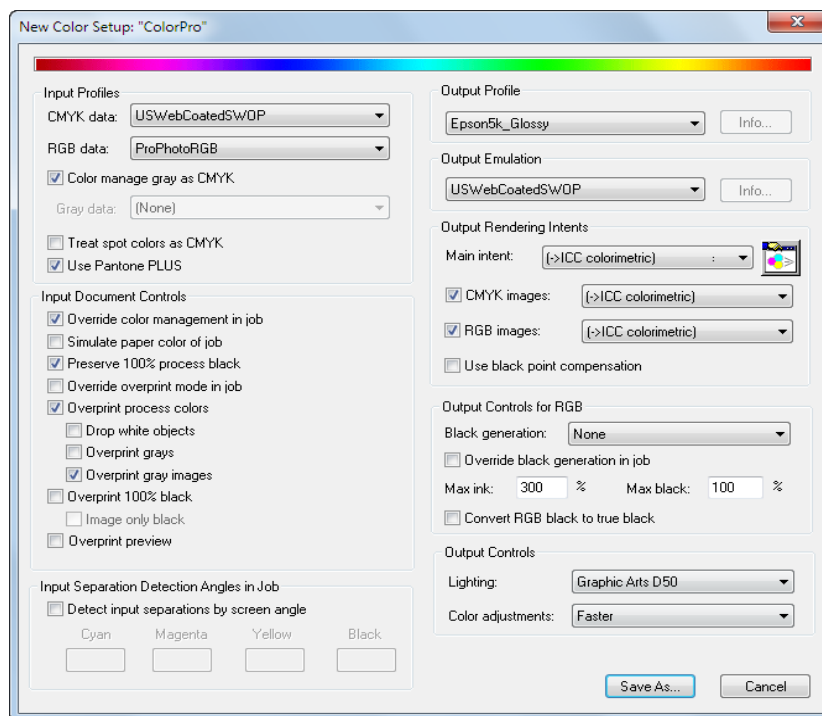 New Color Setup: "ColorPro"
Input Profiles
CMYK data: USWebCoatedSWOP
RGB data: ProPhotoRGB
Color manage gray as CMYK
Gray data: (None)
Treat spot colors as CMYK
Use Pantone PLUS
Input Document Controls
Override color management in job
Simulate paper color of job
Preserve 100% process black
Override overprint mode in job
Overprint process colors
Drop white objects
Overprint grays
Overprint gray images
Overprint 100% black
Image only black
Overprint preview
Input Separation Detection Angles in Job
Detect input separations by screen angle
Cyan Magenta Yellow Black
Output Profile
Epson5k_Glossy Info...
Output Emulation
USWebCoatedSWOP Info...
Output Rendering Intents
Main intent: (->ICC colorimetric) :
CMYK images: (->ICC colorimetric)
RGB images: (->ICC colorimetric)
Use black point compensation
Output Controls for RGB
Black generation: None
Override black generation in job
Max ink: 300 % Max black: 100 %
Convert RGB black to true black
Output Controls
Lighting: Graphic Arts D50
Color adjustments: Faster
Save As... Cancel